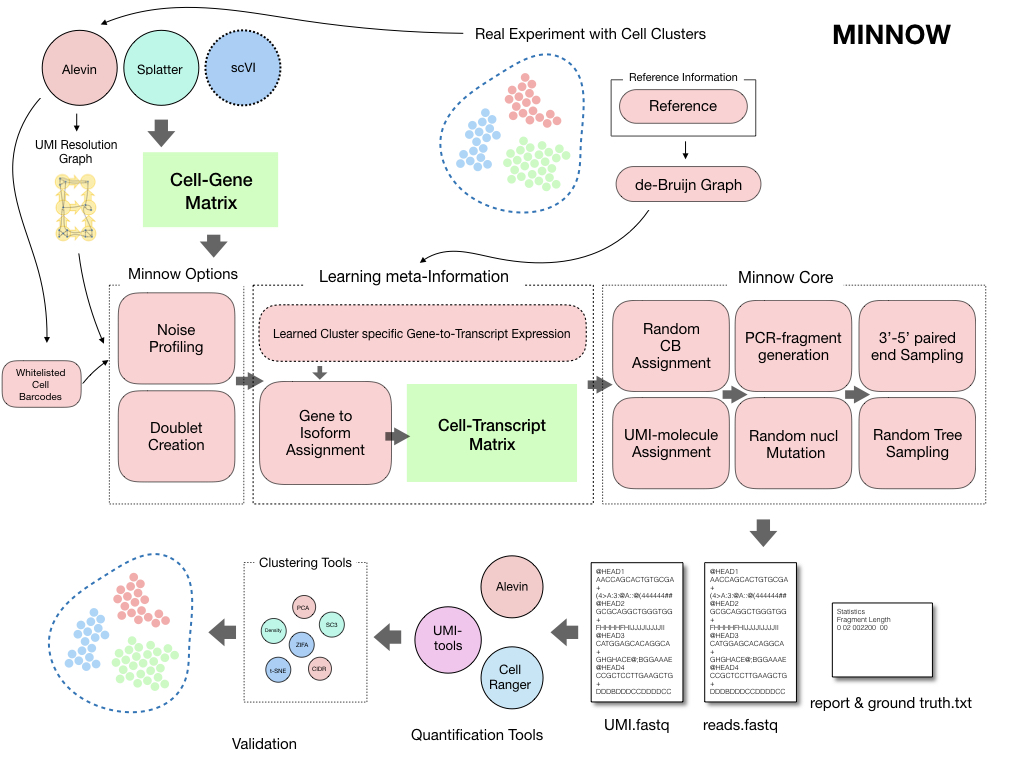 MINNOW
Real Experiment with Cell Clusters
Alevin
Splatter
scVI
Reference Information
Reference
UMI Resolution
Graph
Cell-Gene
Matrix
de-Bruijn Graph
Minnow Options
Learning meta-Information
Minnow Core
Noise
Profiling
Doublet
Creation
Whitelisted
Cell
Barcodes
Learned Cluster specific Gene-to-Transcript Expression
Gene to
Isoform
Assignment
Cell-Transcript
Matrix
Random
CB
Assignment
PCR-fragment
generation
3’-5’ paired
end Sampling
UMI-molecule
Assignment
Random nucl
Mutation
Random Tree
Sampling
Clustering Tools
PCA
Density
SC3
ZIFA
t-SNE
CIDR
Validation
Alevin
UMI-
tools
Cell
Ranger
Quantification Tools
@HEAD1
AACCAGCACTGTGCGA
+
(4>A:3:@A::@(444444##
@HEAD2
GCGCAGGCTGGGTGG
+
FHHHHFHIJJJIJIJJJII
@HEAD3
CATGGAGCACAGGCA
+
GHGHACE@;BGGAAAE
@HEAD4
CCGCTCCTTGAAGCTG
+
DDDBDDDCCDDDDCC
UMI.fastq
@HEAD1
AACCAGCACTGTGCGA
+
(4>A:3:@A::@(444444##
@HEAD2
GCGCAGGCTGGGTGG
+
FHHHHFHIJJJIJIJJJII
@HEAD3
CATGGAGCACAGGCA
+
GHGHACE@;BGGAAAE
@HEAD4
CCGCTCCTTGAAGCTG
+
DDDBDDDCCDDDDCC
reads.fastq
Statistics
Fragment Length
0 02 002200 00
report & ground truth.txt